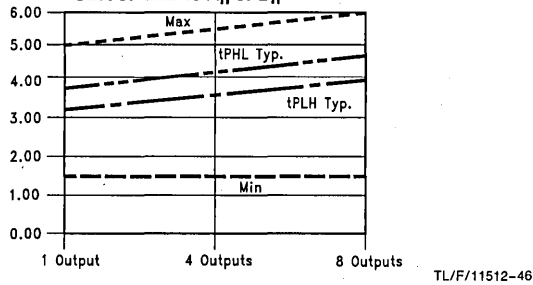 6.00
Max
5.00
tPHL Typ.
4.00
tPLH Typ.
3.00
2.00
Min
1.00
0.00
1 Output 4 Outputs 8 Outputs
TL/F/11512-46